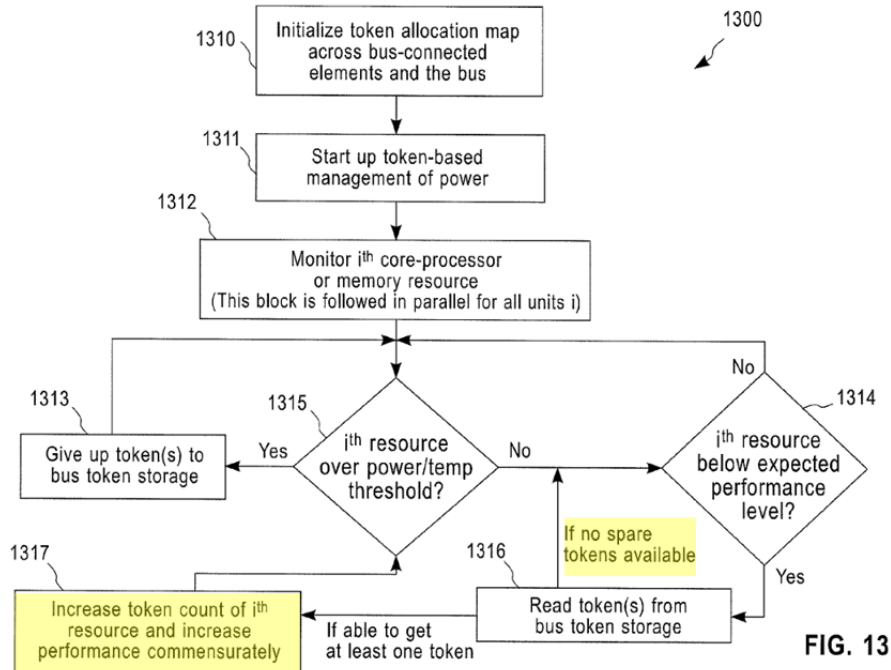 1310
Initialize token allocation map
across bus-connected
elements and the bus
1300
1311
Start up token-based
management of power
1312
Monitor ith core-processor
or memory resource
(This block is followed in parallel for all units i)
1313
Give up token(s) to
bus token storage
Yes
1315
ith resource
over power/temp
threshold?
No
No
1314
ith resource
below expected
performance
level?
Yes
If no spare
tokens available
1316
Read token(s) from
bus token storage
If able to get
at least one token
1317
Increase token count of ith
resource and increase
performance commensurately
FIG. 13